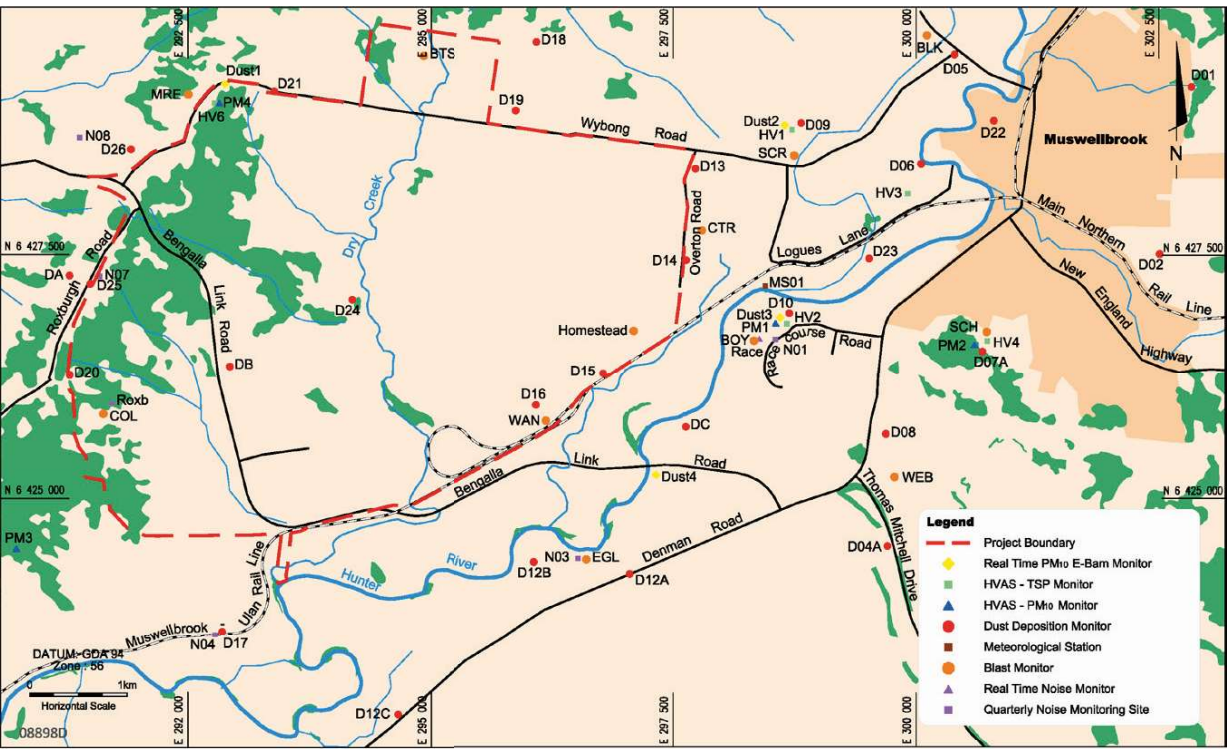 E 292 500
E 295 000
E 297 500
E 300 000
E 302 500
BTS
D18
BLK
D05
D01
Dust1
D21
MRE
PM4
HV6
D19
Wybong Road
Dust2
D09
HV1
SCR
D22
Muswellbrook
N
N08
D26
D13
D06
HV3
Dry Creek
Overton Road
CTR
Logues Lane
Main Northern Rail Line
N 6 427 500
N 6 427 500
Roxburgh Road
Bengalla Link Road
DA
N07
D25
D14
D23
D02
MS01
New England Highway
D24
D10
Dust3
HV2
PM1
Homestead
BOY
Race
N01
Race course Road
SCH
HV4
PM2
D07A
D20
DB
D15
Roxb
COL
D16
WAN
DC
D08
Bengalla Link Road
Dust4
WEB
N 6 425 000
N 6 425 000
Thomas Mitchell Drive
PM3
Denman Road
D04A
Hunter River
N03
EGL
D12B
D12A
Muswellbrook Ulan Rail Line
N04
D17
DATUM: GDA 94
Zone: 56
0 1km
Horizontal Scale
08898D
D12C
E 292 000
E 295 000
E 297 500
E 300 000
Legend
Project Boundary
Real Time PM10 E-Bam Monitor
HVAS - TSP Monitor
HVAS - PM10 Monitor
Dust Deposition Monitor
Meteorological Station
Blast Monitor
Real Time Noise Monitor
Quarterly Noise Monitoring Site